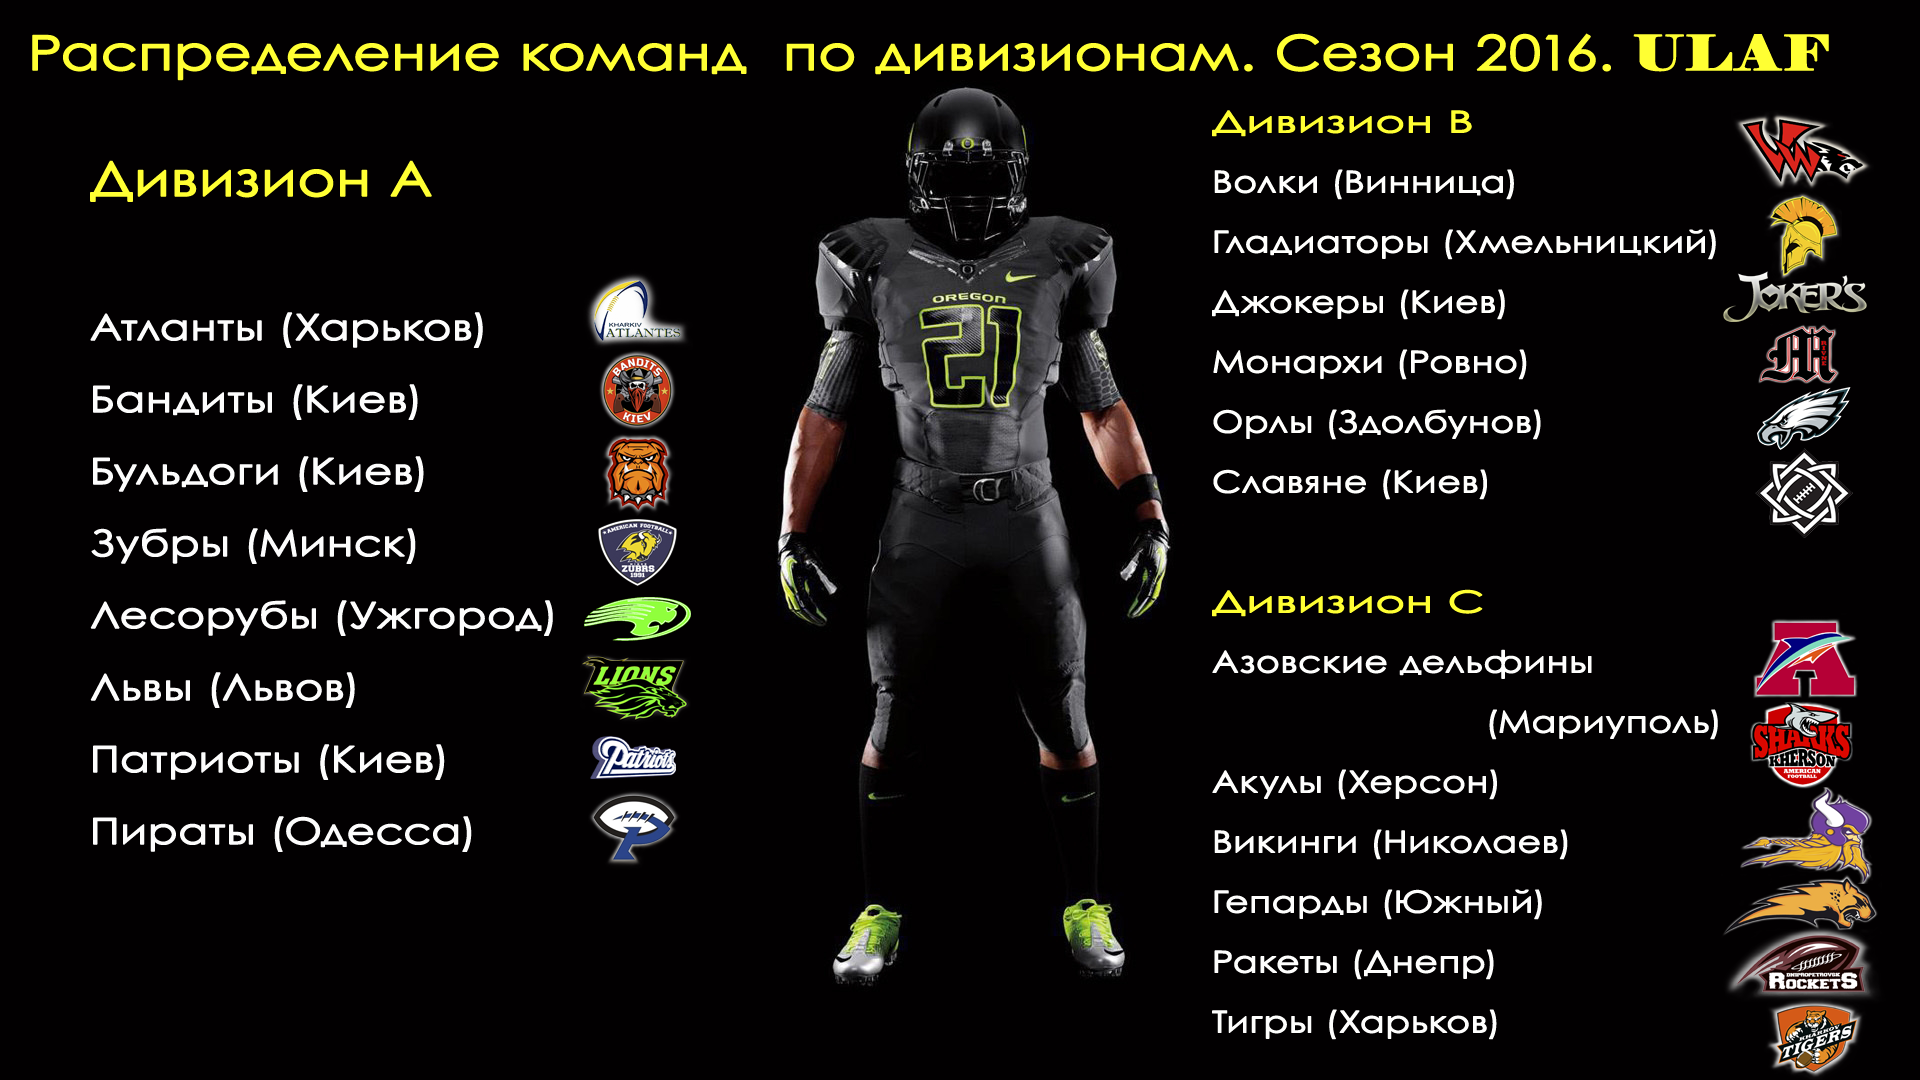 Распределение команд по дивизионам. Сезон 2016. ULAF
Дивизион А
Атланты (Харьков)
KHARKIV
ATLANTES
Бандиты (Киев)
BANDITS
KIEV
Бульдоги (Киев)
Зубры (Минск)
AMERICAN FOOTBALL
ZUBRS
1991
Лесорубы (Ужгород)
Львы (Львов)
LIONS
Патриоты (Киев)
Patriots
Пираты (Одесса)
P
OREGON
21
Дивизион В
Волки (Винница)
Гладиаторы (Хмельницкий)
Джокеры (Киев)
JOKER'S
Монархи (Ровно)
Орлы (Здолбунов)
Славяне (Киев)
Дивизион С
Азовские дельфины
(Мариуполь)
A
Акулы (Херсон)
SHARKS
KHERSON
AMERICAN
FOOTBALL
Викинги (Николаев)
Гепарды (Южный)
Ракеты (Днепр)
DNIPROPETROVSK
ROCKETS
Тигры (Харьков)
KHARKOV
TIGERS